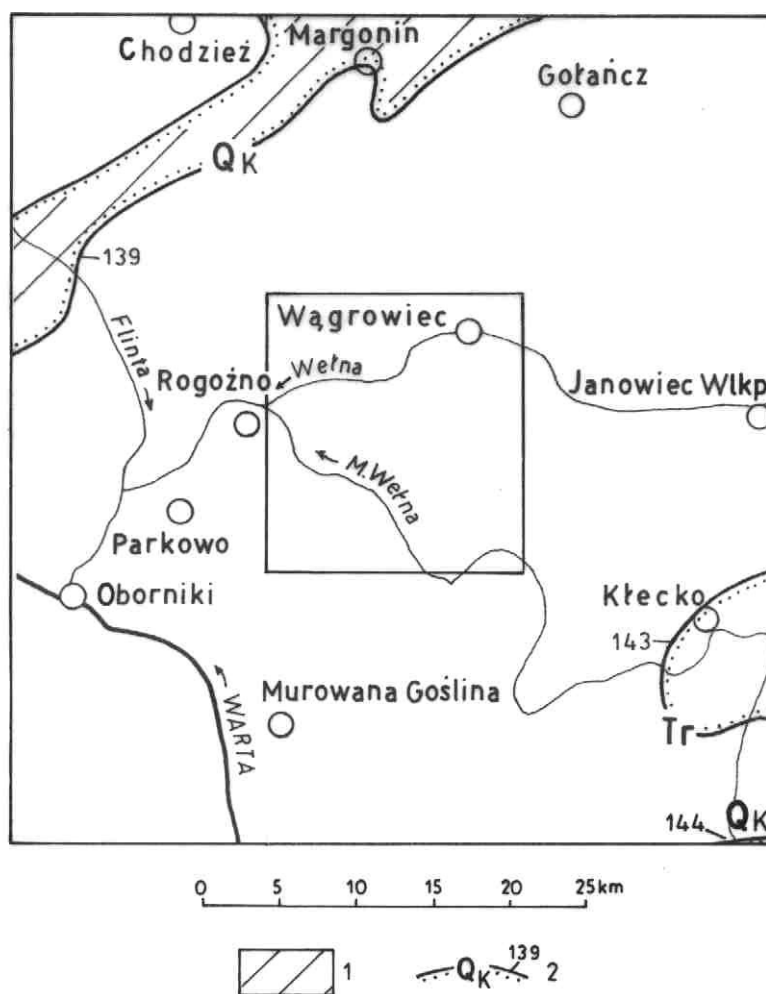 Chodzież
Margonin
Gołańcz
QK
139
Flinta
Wągrowiec
Wełna
Rogoźno
Janowiec Wlkp
M.Wełna
Parkowo
Oborniki
Kłecko
143
WARTA
Murowana Goślina
Tr
144
QK
0 5 10 15 20 25km
1 QK 139 2